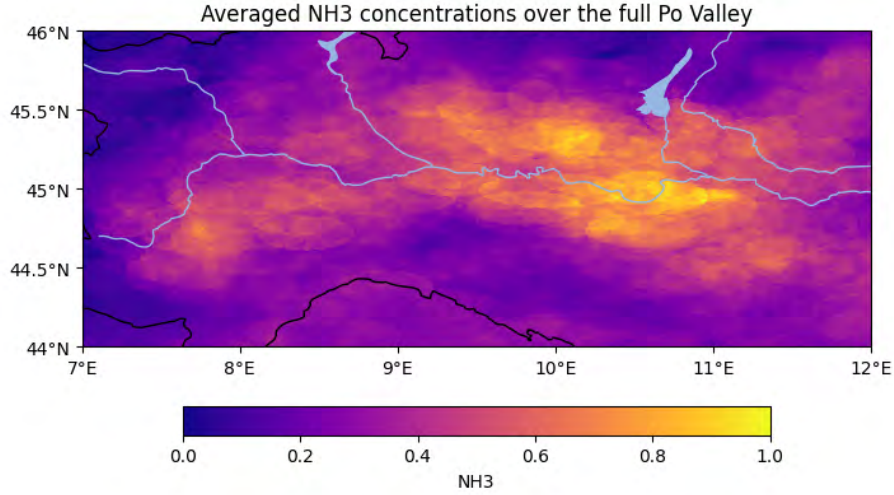 Averaged NH3 concentrations over the full Po Valley
46°N
45.5°N
45°N
44.5°N
44°N
7°E 8°E 9°E 10°E 11°E 12°E
0.0 0.2 0.4 0.6 0.8 1.0
NH3